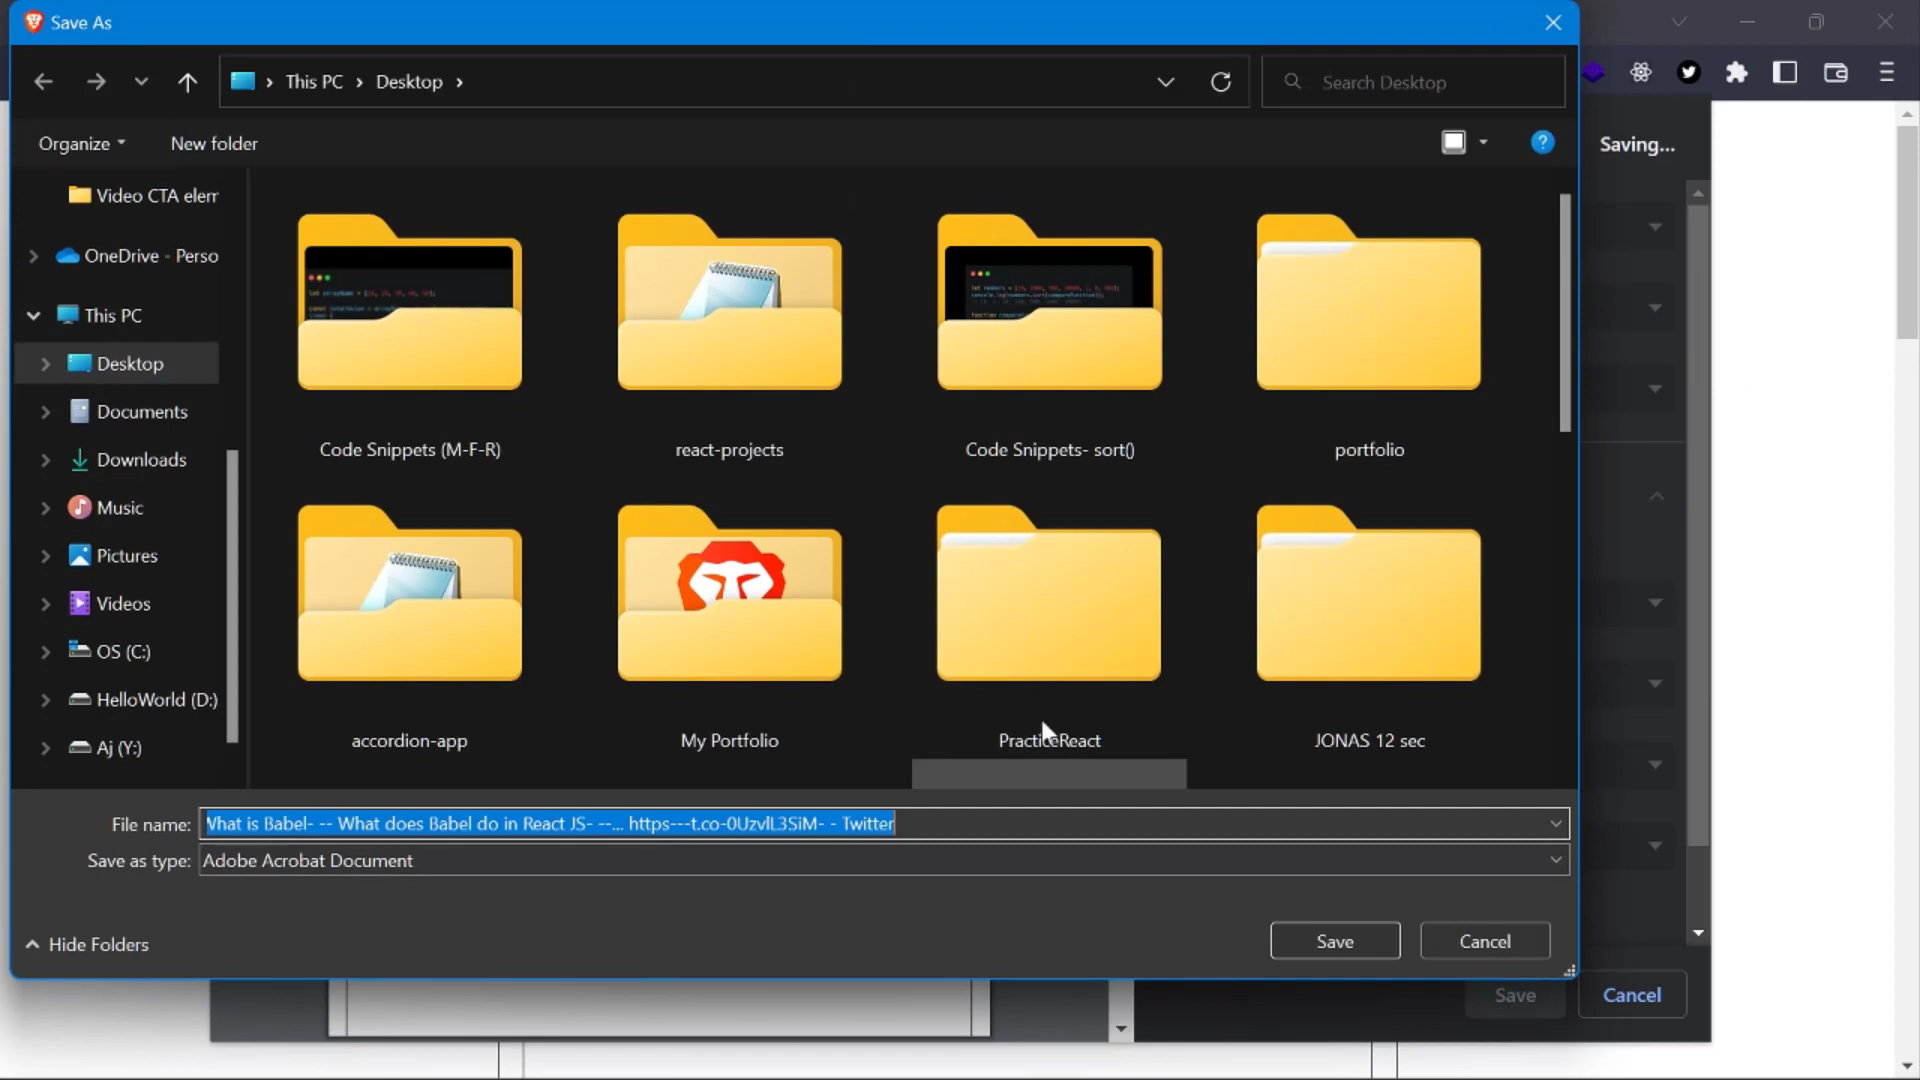 Save As
This PC
Desktop
Search Desktop
Organize
New folder
?
Saving...
Video CTA elem
OneDrive - Perso
This PC
Desktop
Documents
Downloads
Music
Pictures
Videos
OS (C:)
HelloWorld (D:)
Aj (Y:)
Code Snippets (M-F-R)
react-projects
Code Snippets- sort()
portfolio
accordion-app
My Portfolio
PracticeReact
JONAS 12 sec
File name: What is Babel- -- What does Babel do in React JS- --... https---t.co-0UzvlL3SiM- - Twitter
Save as type: Adobe Acrobat Document
Hide Folders
Save
Cancel
Save
Cancel